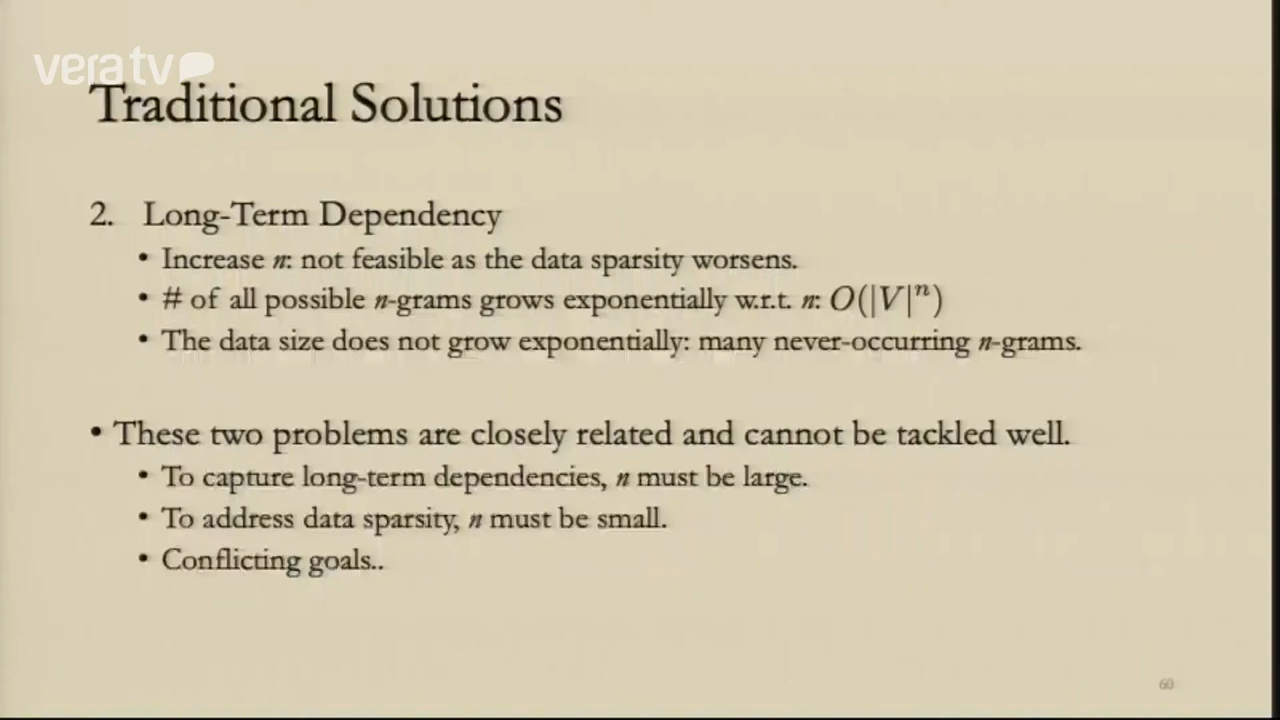 vera tv
Traditional Solutions
2. Long-Term Dependency
• Increase n: not feasible as the data sparsity worsens.
• # of all possible n-grams grows exponentially w.r.t. n: O(|V|ⁿ)
• The data size does not grow exponentially: many never-occurring n-grams.
• These two problems are closely related and cannot be tackled well.
• To capture long-term dependencies, n must be large.
• To address data sparsity, n must be small.
• Conflicting goals..
60